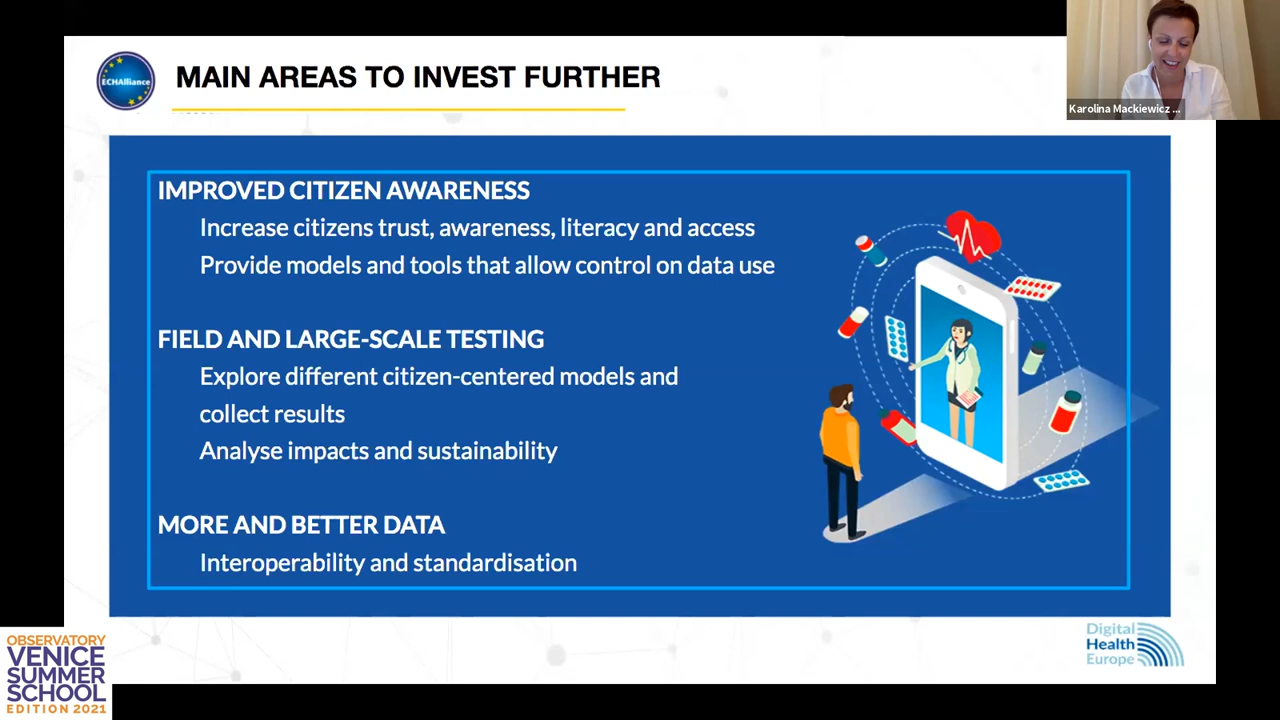 ECHAlliance
MAIN AREAS TO INVEST FURTHER
Karolina Mackiewicz ...
IMPROVED CITIZEN AWARENESS
Increase citizens trust, awareness, literacy and access
Provide models and tools that allow control on data use
FIELD AND LARGE-SCALE TESTING
Explore different citizen-centered models and
collect results
Analyse impacts and sustainability
MORE AND BETTER DATA
Interoperability and standardisation
OBSERVATORY
VENICE
SUMMER
SCHOOL
EDITION 2021
Digital
Health
Europe